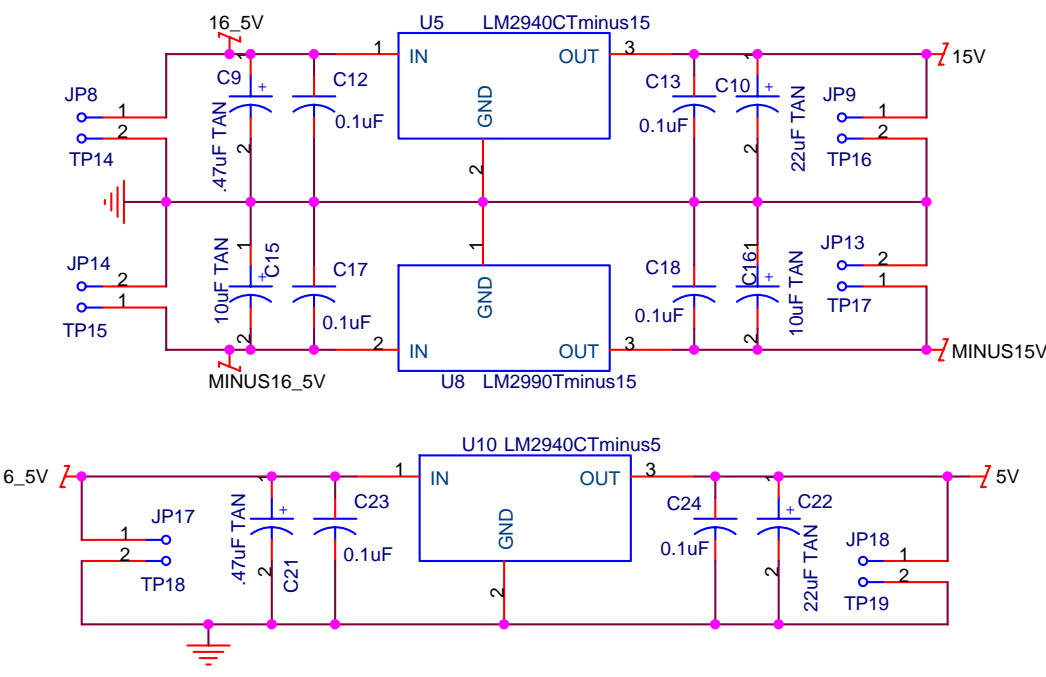 16_5V
U5 LM2940CTminus15
1
IN
OUT
3
15V
GND
2
JP8
1
2
TP14
C9
1
+
2
.47uF TAN
C12
0.1uF
C13
0.1uF
C10
1
+
2
22uF TAN
JP9
1
2
TP16
JP14
2
1
TP15
C15
1
+
2
10uF TAN
C17
0.1uF
1
GND
2
IN
OUT
3
U8 LM2990Tminus15
C18
0.1uF
C16
1
+
2
10uF TAN
JP13
2
1
TP17
MINUS16_5V
MINUS15V
U10 LM2940CTminus5
6_5V
1
IN
OUT
3
5V
GND
2
JP17
1
2
TP18
1
+
2
.47uF TAN
C21
C23
0.1uF
C24
0.1uF
1
+
C22
2
22uF TAN
JP18
1
2
TP19